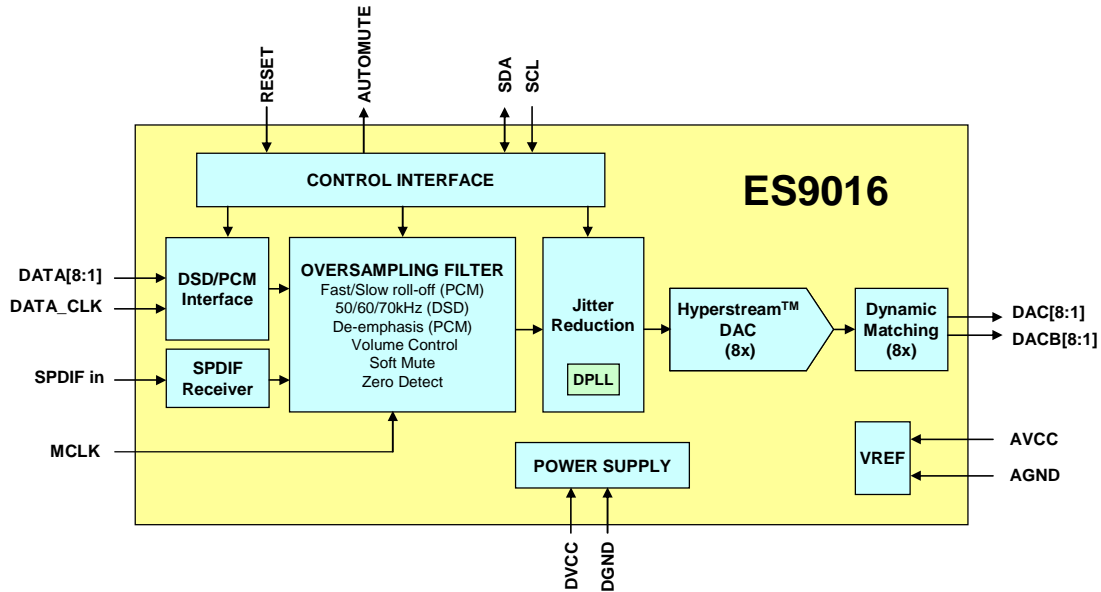 RESET
AUTOMUTE
SDA
SCL
CONTROL INTERFACE
ES9016
DATA[8:1]
DATA_CLK
DSD/PCM
Interface
SPDIF in
SPDIF
Receiver
MCLK
OVERSAMPLING FILTER
Fast/Slow roll-off (PCM)
50/60/70kHz (DSD)
De-emphasis (PCM)
Volume Control
Soft Mute
Zero Detect
Jitter
Reduction
DPLL
Hyperstream™
DAC
(8x)
Dynamic
Matching
(8x)
DAC[8:1]
DACB[8:1]
POWER SUPPLY
VREF
AVCC
AGND
DVCC
DGND